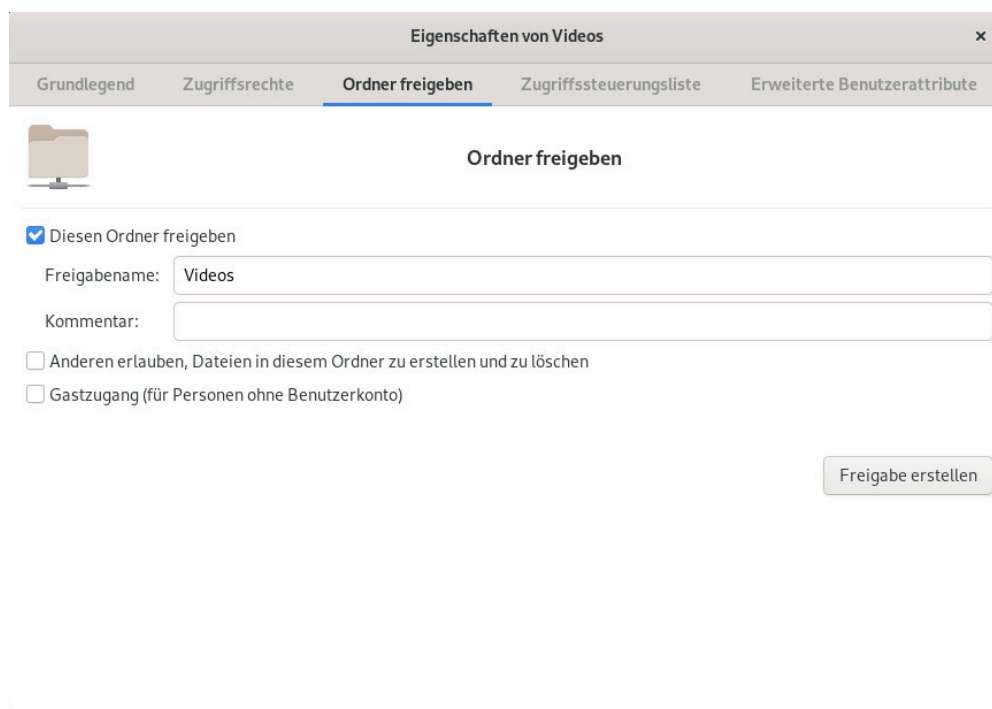 Eigenschaften von Videos ×
Grundlegend Zugriffsrechte Ordner freigeben Zugriffssteuerungsliste Erweiterte Benutzerattribute
Ordner freigeben
Diesen Ordner freigeben
Freigabename: Videos
Kommentar:
Anderen erlauben, Dateien in diesem Ordner zu erstellen und zu löschen
Gastzugang (für Personen ohne Benutzerkonto)
Freigabe erstellen